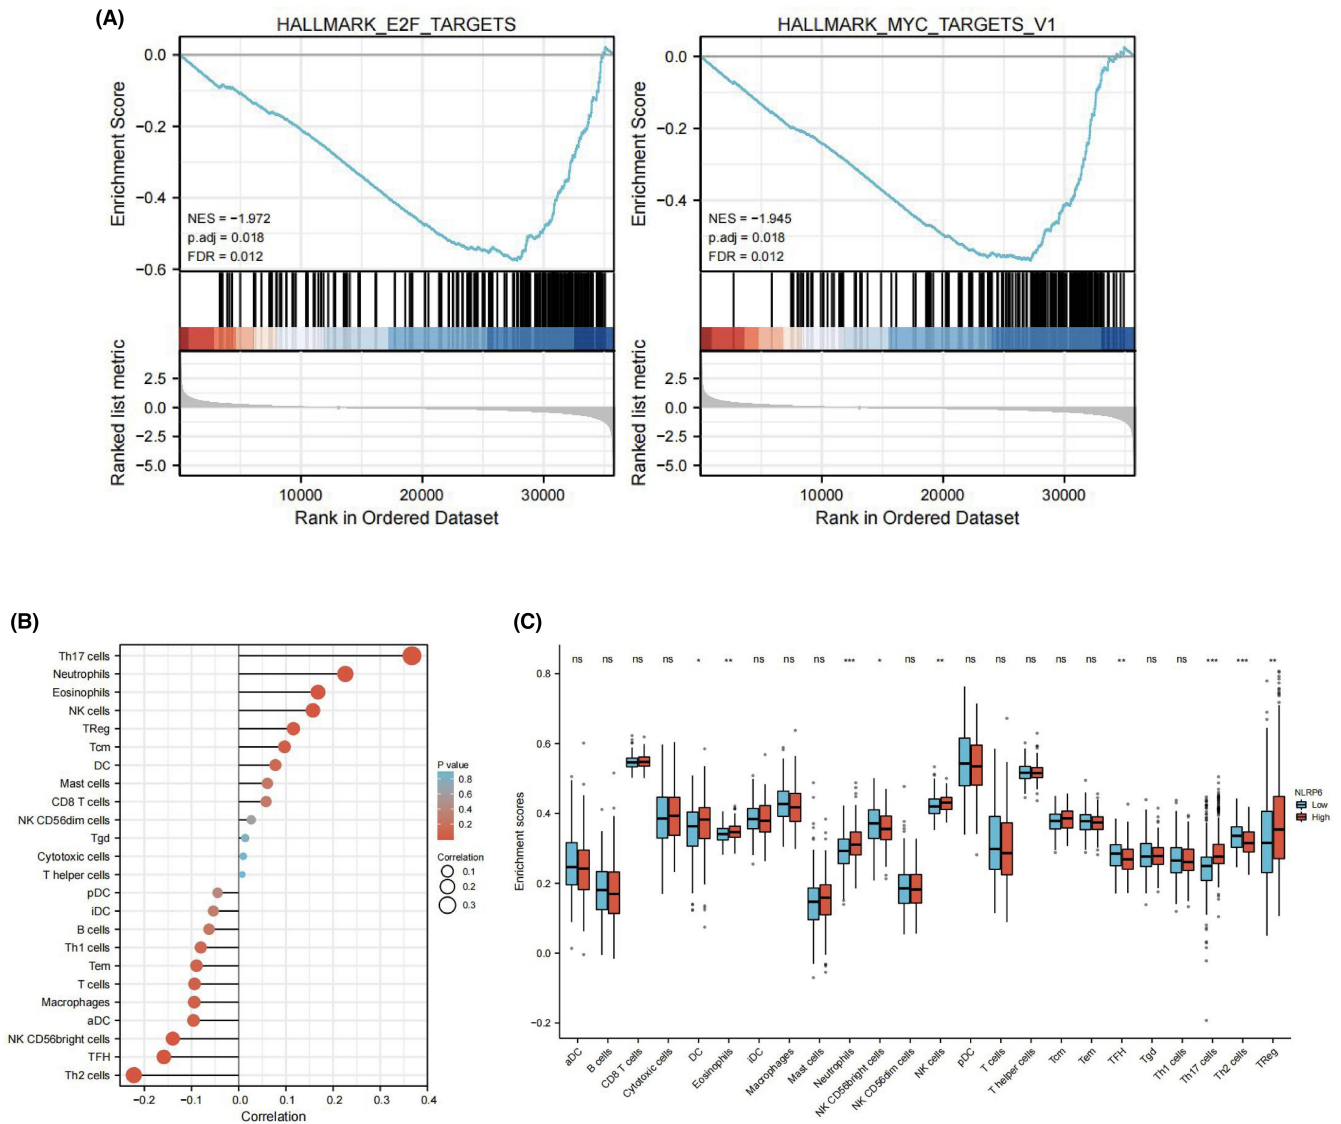 (A)
HALLMARK_E2F_TARGETS
Enrichment Score
0.0
−0.2
−0.4
−0.6
NES = −1.972
p.adj = 0.018
FDR = 0.012
Ranked list metric
2.5
0.0
−2.5
−5.0
10000 20000 30000
Rank in Ordered Dataset
HALLMARK_MYC_TARGETS_V1
Enrichment Score
0.0
−0.2
−0.4
NES = −1.945
p.adj = 0.018
FDR = 0.012
Ranked list metric
2.5
0.0
−2.5
−5.0
10000 20000 30000
Rank in Ordered Dataset
(B)
Th17 cells
Neutrophils
Eosinophils
NK cells
TReg
Tcm
DC
Mast cells
CD8 T cells
NK CD56dim cells
Tgd
Cytotoxic cells
T helper cells
pDC
iDC
B cells
Th1 cells
Tem
T cells
Macrophages
aDC
NK CD56bright cells
TFH
Th2 cells
−0.2 −0.1 0.0 0.1 0.2 0.3 0.4
Correlation
P value
0.8
0.6
0.4
0.2
Correlation
0.1
0.2
0.3
(C)
Enrichment scores
0.8
0.6
0.4
0.2
0.0
−0.2
ns ns ns ns * ** ns ns ns *** * ns ** ns ns ns ns ns ** ns ns *** *** **
aDC
B cells
CD8 T cells
Cytotoxic cells
DC
Eosinophils
iDC
Macrophages
Mast cells
Neutrophils
NK CD56bright cells
NK CD56dim cells
NK cells
pDC
T cells
T helper cells
Tcm
Tem
TFH
Tgd
Th1 cells
Th17 cells
Th2 cells
TReg
NLRP6
Low
High